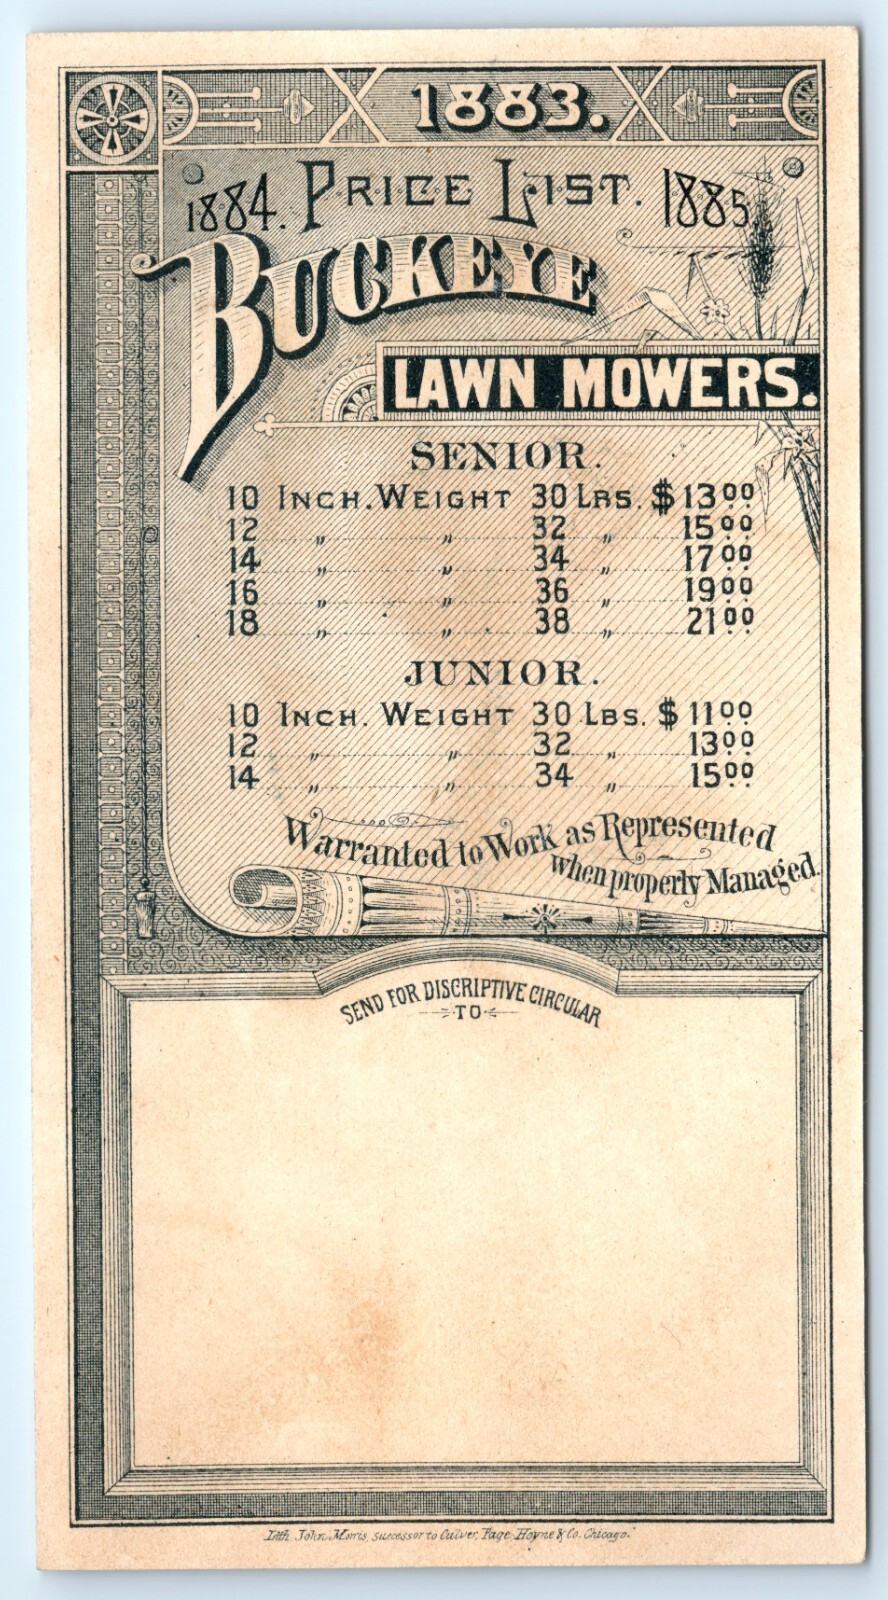 1883.
1884. PRICE LIST. 1885
BUCKEYE
LAWN MOWERS.
SENIOR.
10 INCH. WEIGHT 30 LBS. $13 00
12 „ „ 32 „ 15 00
14 „ „ 34 „ 17 00
16 „ „ 36 „ 19 00
18 „ „ 38 „ 21 00
JUNIOR.
10 INCH. WEIGHT 30 LBS. $11 00
12 „ „ 32 „ 13 00
14 „ „ 34 „ 15 00
Warranted to Work as Represented
when properly Managed.
SEND FOR DISCRIPTIVE CIRCULAR
TO
Lith. John Morris, successor to Culver, Page Hoyne & Co. Chicago.